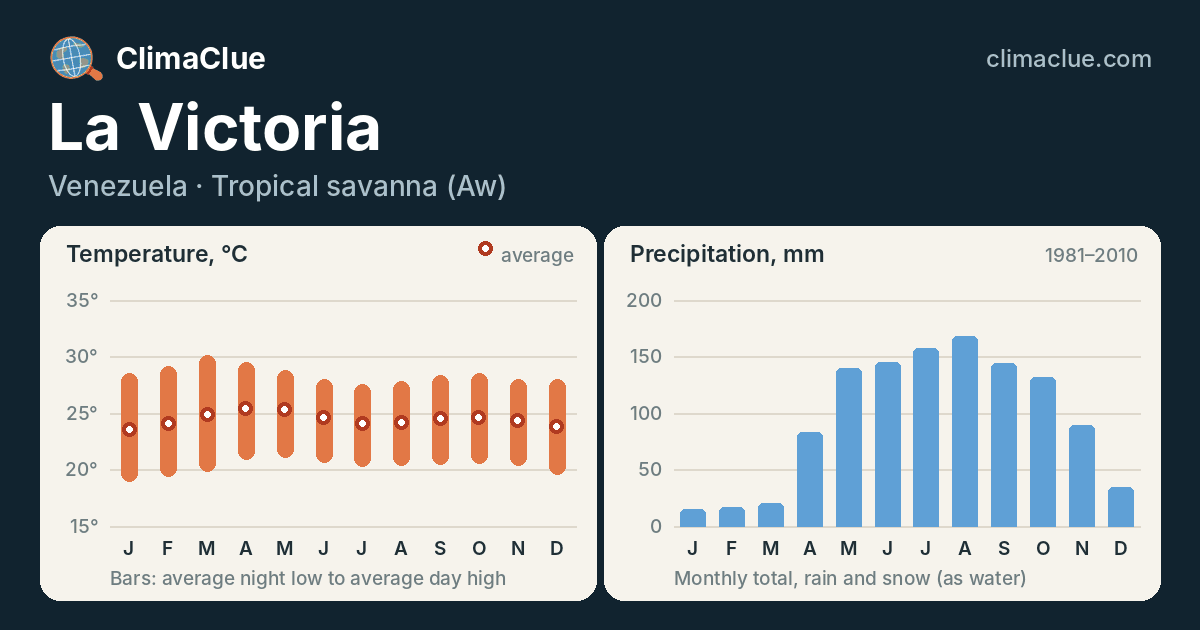 ClimaClue
climaclue.com
La Victoria
Venezuela · Tropical savanna (Aw)
Temperature, °C
average
35°
30°
25°
20°
15°
J F M A M J J A S O N D
Bars: average night low to average day high
Precipitation, mm
1981–2010
200
150
100
50
0
J F M A M J J A S O N D
Monthly total, rain and snow (as water)